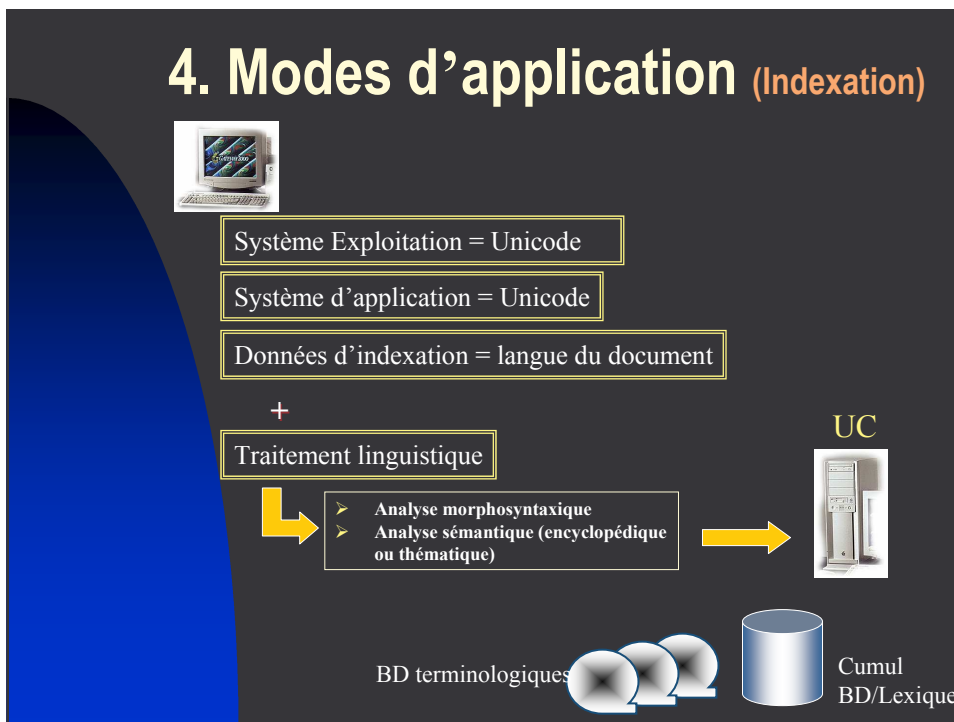 4. Modes d’application (Indexation)
Système Exploitation = Unicode
Système d’application = Unicode
Données d’indexation = langue du document
+
Traitement linguistique
UC
➢ Analyse morphosyntaxique
➢ Analyse sémantique (encyclopédique
ou thématique)
BD terminologiques
Cumul
BD/Lexique